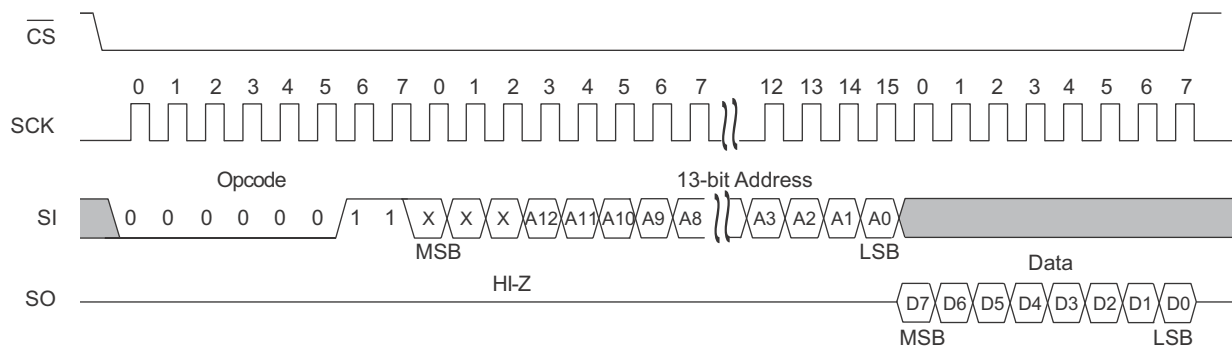 CS
0 1 2 3 4 5 6 7 0 1 2 3 4 5 6 7 12 13 14 15 0 1 2 3 4 5 6 7
SCK
Opcode 13-bit Address
SI 0 0 0 0 0 0 1 1 X X X A12 A11 A10 A9 A8 A3 A2 A1 A0
MSB LSB
HI-Z Data
SO D7 D6 D5 D4 D3 D2 D1 D0
MSB LSB